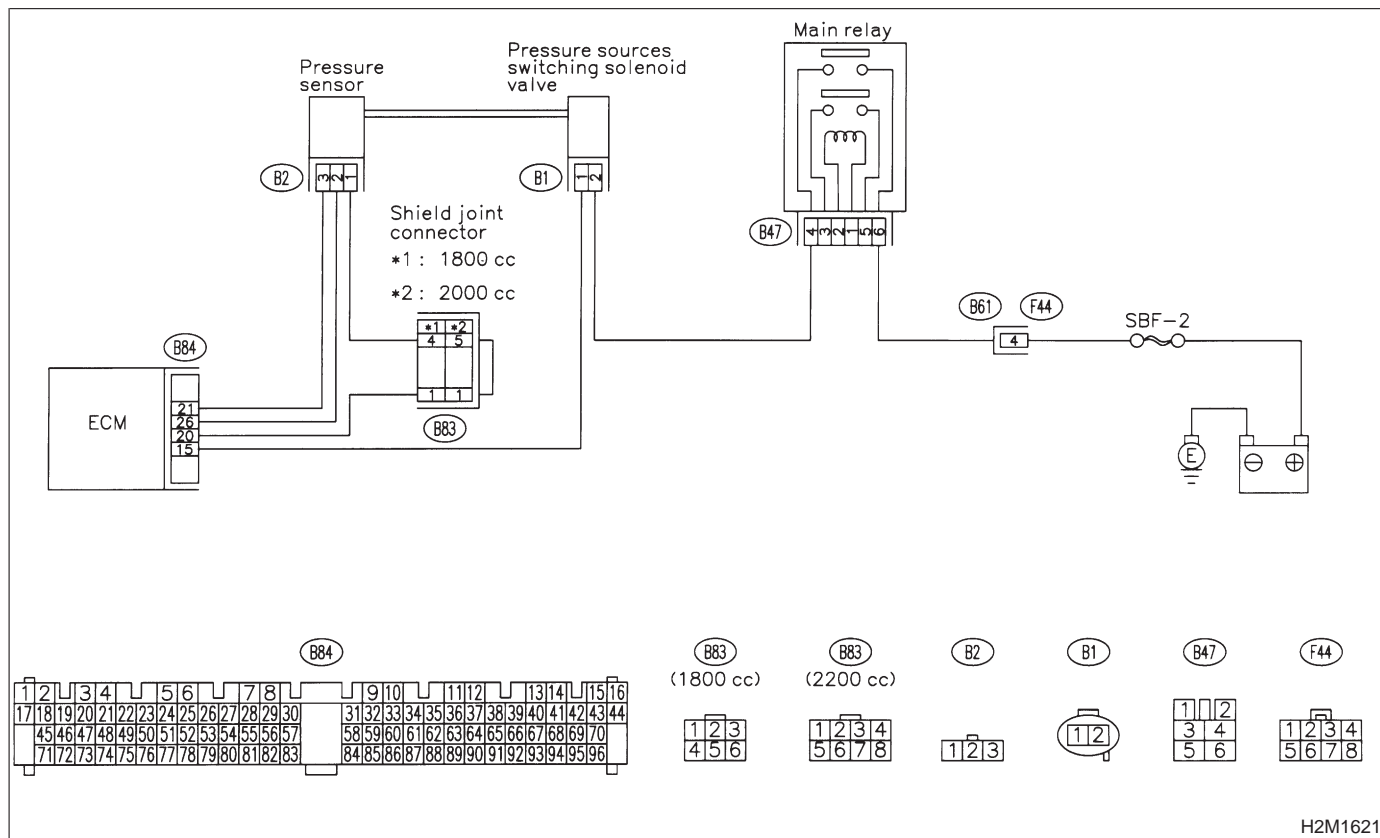 Main relay
Pressure sources
switching solenoid
valve
Pressure
sensor
B2
3 2 1
B1
1 2
B47
4 3 2 1 5 6
Shield joint
connector
*1 : 1800 cc
*2 : 2000 cc
*1 *2
4 5
1 1
B83
B61
F44
4
SBF-2
B84
ECM
21
26
20
15
E
⊖ ⊕
B84
1 2 3 4 5 6 7 8 9 10 11 12 13 14 15 16
17 18 19 20 21 22 23 24 25 26 27 28 29 30 31 32 33 34 35 36 37 38 39 40 41 42 43 44
45 46 47 48 49 50 51 52 53 54 55 56 57 58 59 60 61 62 63 64 65 66 67 68 69 70
71 72 73 74 75 76 77 78 79 80 81 82 83 84 85 86 87 88 89 90 91 92 93 94 95 96
B83
(1800 cc)
1 2 3
4 5 6
B83
(2200 cc)
1 2 3 4
5 6 7 8
B2
1 2 3
B1
1 2
B47
1 2
3 4
5 6
F44
1 2 3 4
5 6 7 8
H2M1621